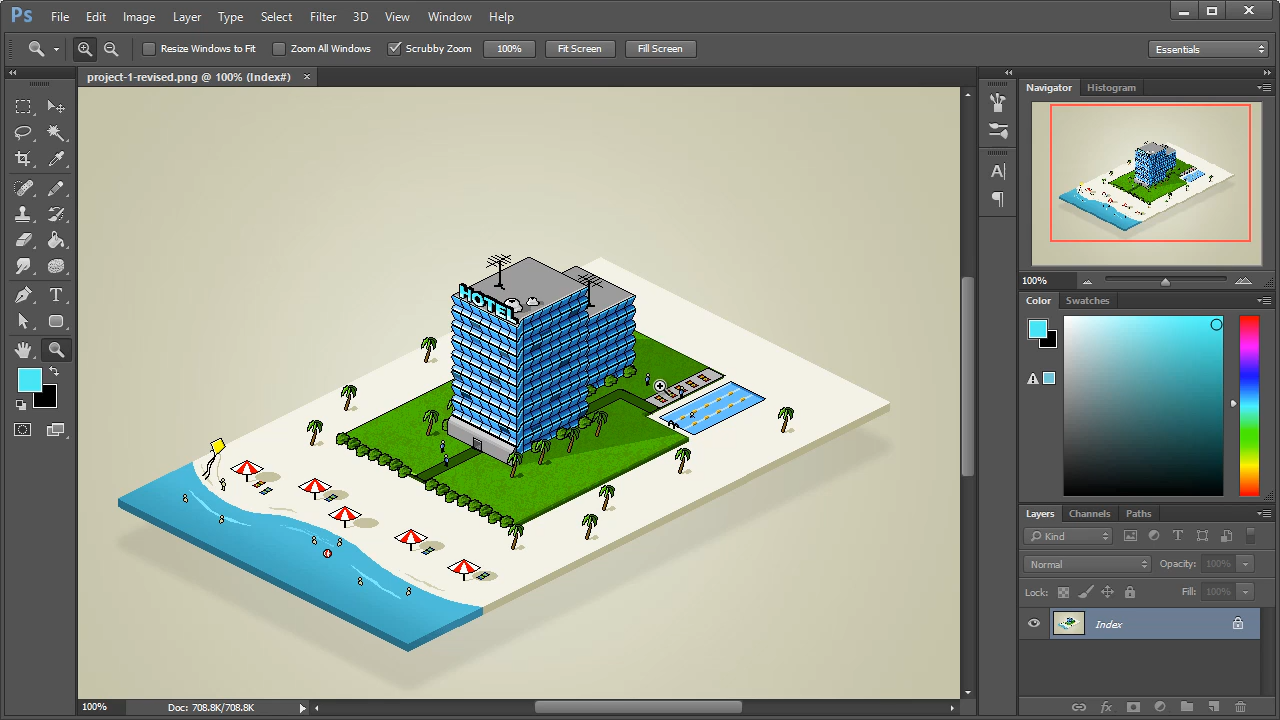 Ps File Edit Image Layer Type Select Filter 3D View Window Help
Resize Windows to Fit Zoom All Windows Scrubby Zoom 100% Fit Screen Fill Screen Essentials
project-1-revised.png @ 100% (Index#) ×
Navigator Histogram
HOTEL
100%
Color Swatches
Layers Channels Paths
Kind
Normal Opacity: 100%
Lock: Fill: 100%
Index
100% Doc: 708.8K/708.8K